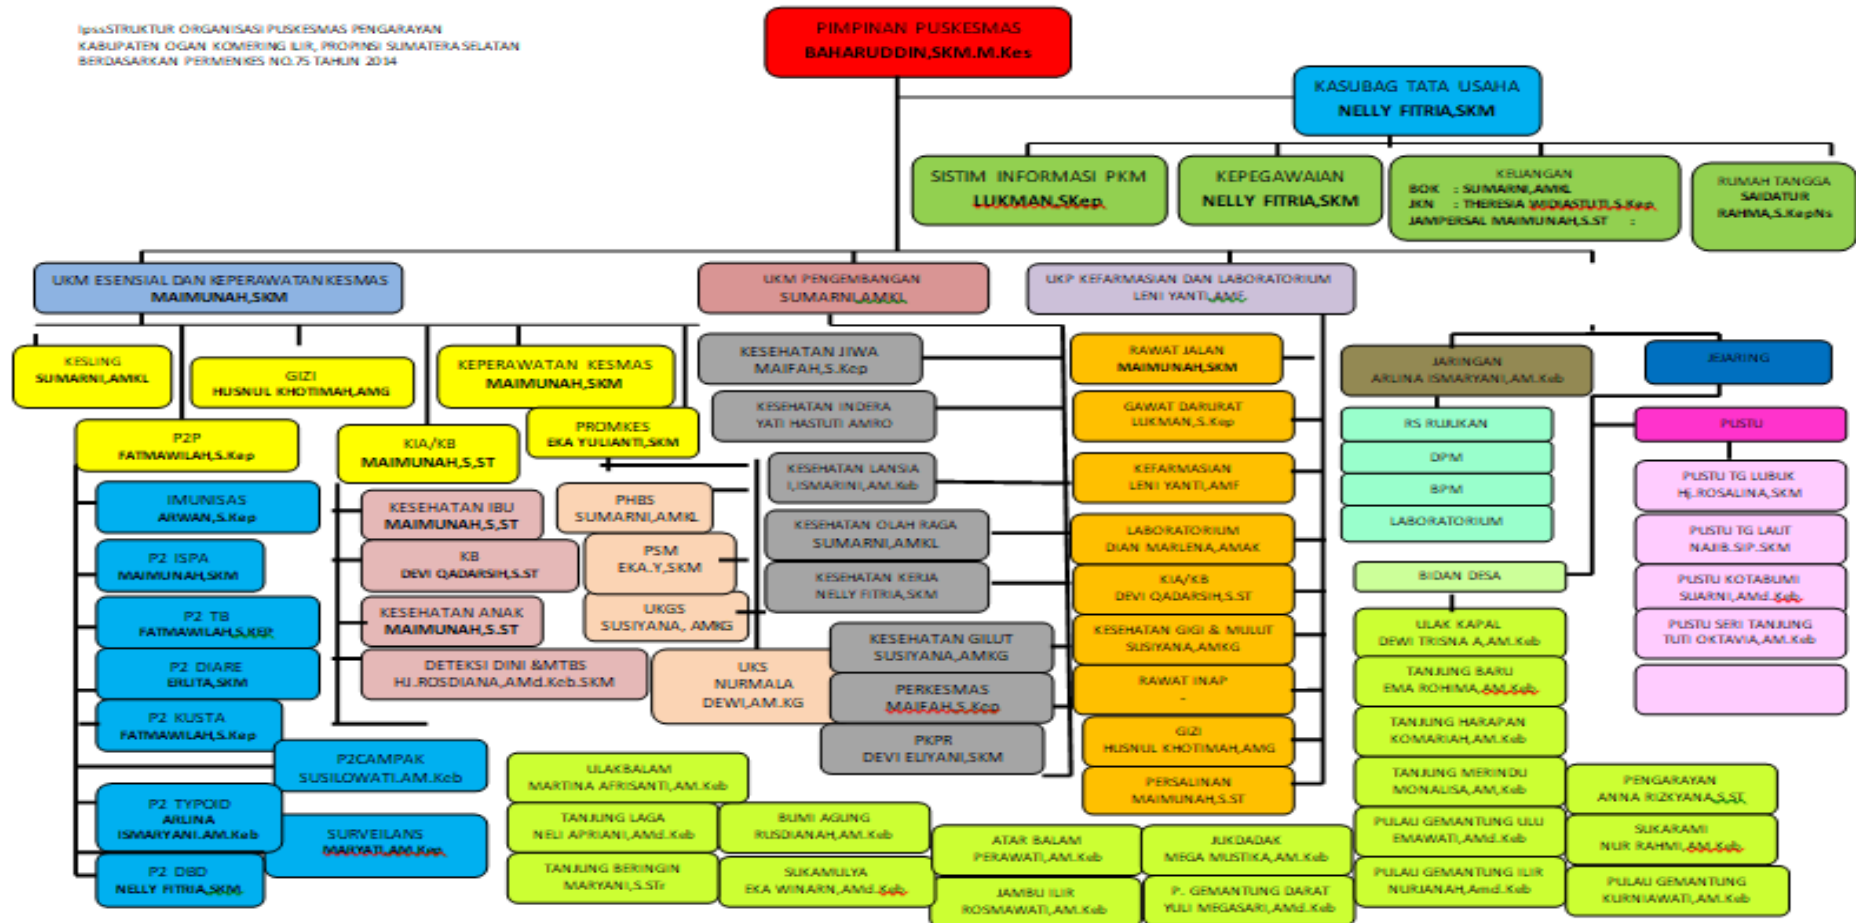 IpssSTRUKTUR ORGANISASI PUSKESMAS PENGARAYAN
KABUPATEN OGAN KOMERING ILIR, PROPINSI SUMATERA SELATAN
BERDASARKAN PERMENKES NO.75 TAHUN 2014
PIMPINAN PUSKESMAS
BAHARUDDIN,SKM.M.Kes
KASUBAG TATA USAHA
NELLY FITRIA,SKM
SISTIM INFORMASI PKM
LUKMAN,SKep
KEPEGAWAIAN
NELLY FITRIA,SKM
KEUANGAN
BOK : SUMARNI,AMKL
JKN : THERESIA WIDIASTUTI,S.Kep
JAMPERSAL MAIMUNAH,S.ST :
RUMAH TANGGA
SAIDATUR
RAHMA,S.KepNs
UKM ESENSIAL DAN KEPERAWATAN KESMAS
MAIMUNAH,SKM
UKM PENGEMBANGAN
SUMARNI,AMKL
UKP KEFARMASIAN DAN LABORATORIUM
LENI YANTI,AMF
KESLING
SUMARNI,AMKL
GIZI
HUSNUL KHOTIMAH,AMG
KEPERAWATAN KESMAS
MAIMUNAH,SKM
P2P
FATMAWILAH,S.Kep
KIA/KB
MAIMUNAH,S,ST
PROMKES
EKA YULIANTI,SKM
IMUNISAS
ARWAN,S.Kep
P2 ISPA
MAIMUNAH,SKM
P2 TB
FATMAWILAH,S.KEP
P2 DIARE
ERLITA,SKM
P2 KUSTA
FATMAWILAH,S.Kep
P2CAMPAK
SUSILOWATI.AM.Keb
P2 TYPOID
ARLINA
ISMARYANI.AM.Keb
SURVEILANS
MARYATI,AM.Kep
P2 DBD
NELLY FITRIA,SKM
KESEHATAN IBU
MAIMUNAH,S,ST
KB
DEVI QADARSIH,S.ST
KESEHATAN ANAK
MAIMUNAH,S.ST
DETEKSI DINI &MTBS
HJ.ROSDIANA,AMd.Keb.SKM
PHBS
SUMARNI,AMKL
PSM
EKA.Y,SKM
UKGS
SUSIYANA, AMKG
UKS
NURMALA
DEWI,AM.KG
KESEHATAN JIWA
MAIFAH,S.Kep
KESEHATAN INDERA
YATI HASTUTI AMRO
KESEHATAN LANSIA
I,ISMARINI,AM.Keb
KESEHATAN OLAH RAGA
SUMARNI,AMKL
KESEHATAN KERJA
NELLY FITRIA,SKM
KESEHATAN GILUT
SUSIYANA,AMKG
PERKESMAS
MAIFAH,S.Kep
PKPR
DEVI ELIYANI,SKM
RAWAT JALAN
MAIMUNAH,SKM
GAWAT DARURAT
LUKMAN,S.Kep
KEFARMASIAN
LENI YANTI,AMF
LABORATORIUM
DIAN MARLENA,AMAK
KIA/KB
DEVI QADARSIH,S.ST
KESEHATAN GIGI & MULUT
SUSIYANA,AMKG
RAWAT INAP
-
GIZI
HUSNUL KHOTIMAH,AMG
PERSALINAN
MAIMUNAH,S.ST
JARINGAN
ARLINA ISMARYANI,AM.Keb
JEJARING
RS RUJUKAN
DPM
BPM
LABORATORIUM
BIDAN DESA
PUSTU
PUSTU TG LUBUK
Hj.ROSALINA,SKM
PUSTU TG LAUT
NAJIB.SIP.SKM
PUSTU KOTABUMI
SUARNI,AMd.Keb
PUSTU SERI TANJUNG
TUTI OKTAVIA,AM.Keb
ULAK KAPAL
DEWI TRISNA A,AM.Keb
TANJUNG BARU
EMA ROHIMA,AM.Keb
TANJUNG HARAPAN
KOMARIAH,AM.Keb
TANJUNG MERINDU
MONALISA,AM,Keb
PULAU GEMANTUNG ULU
EMAWATI,AMd.Keb
PULAU GEMANTUNG ILIR
NURJANAH,Amd.Keb
PENGARAYAN
ANNA RIZKYANA,S,ST
SUKARAMI
NUR RAHMI,AM.Keb
PULAU GEMANTUNG
KURNIAWATI,AM.Keb
ULAKBALAM
MARTINA AFRISANTI,AM.Keb
TANJUNG LAGA
NELI APRIANI,AMd.Keb
TANJUNG BERINGIN
MARYANI,S.STr
BUMI AGUNG
RUSDIANAH,AM.Keb
SUKAMULYA
EKA WINARN,AMd.Keb
ATAR BALAM
PERAWATI,AM.Keb
JAMBU ILIR
ROSMAWATI,AM.Keb
JUKDADAK
MEGA MUSTIKA,AM.Keb
P. GEMANTUNG DARAT
YULI MEGASARI,AMd.Keb